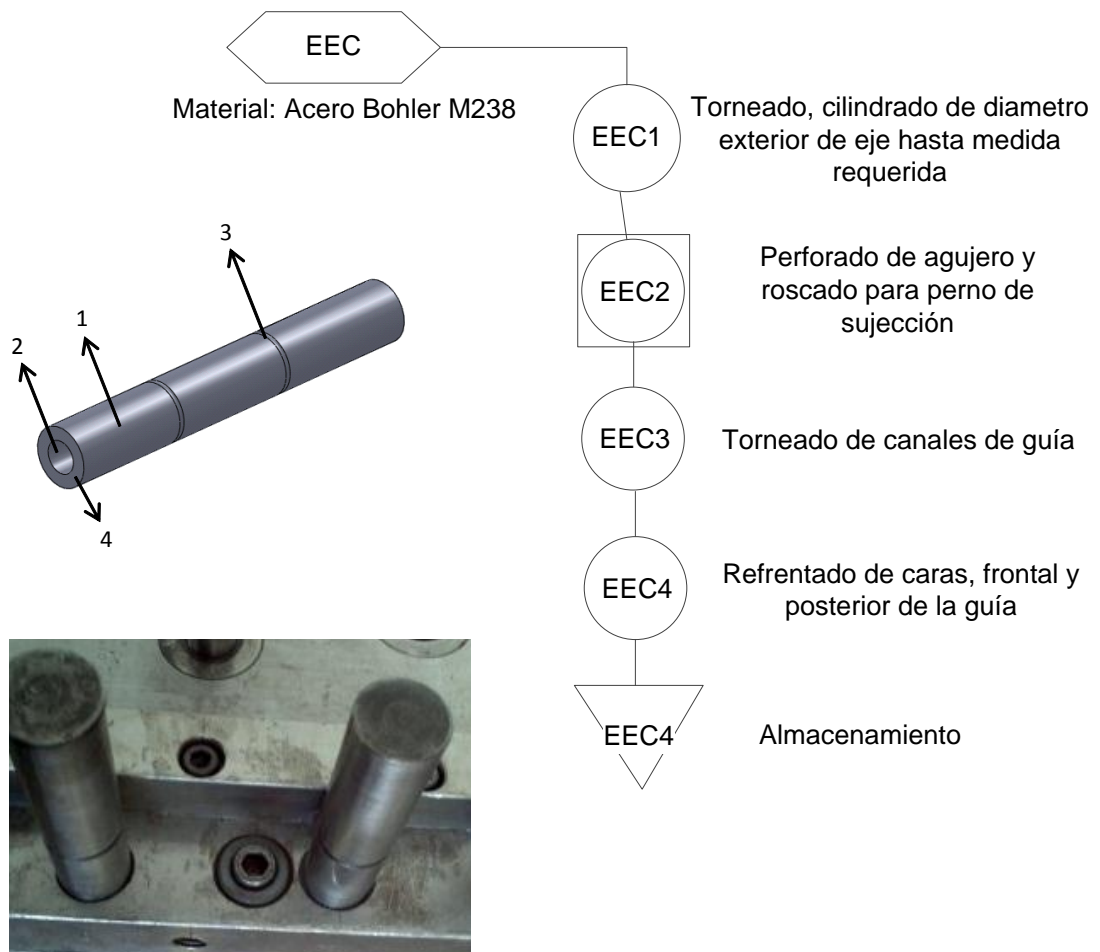 EEC
Material: Acero Bohler M238
EEC1
Torneado, cilindrado de diametro
exterior de eje hasta medida
requerida
EEC2
Perforado de agujero y
roscado para perno de
sujección
3
1
2
4
EEC3
Torneado de canales de guía
EEC4
Refrentado de caras, frontal y
posterior de la guía
EEC4
Almacenamiento